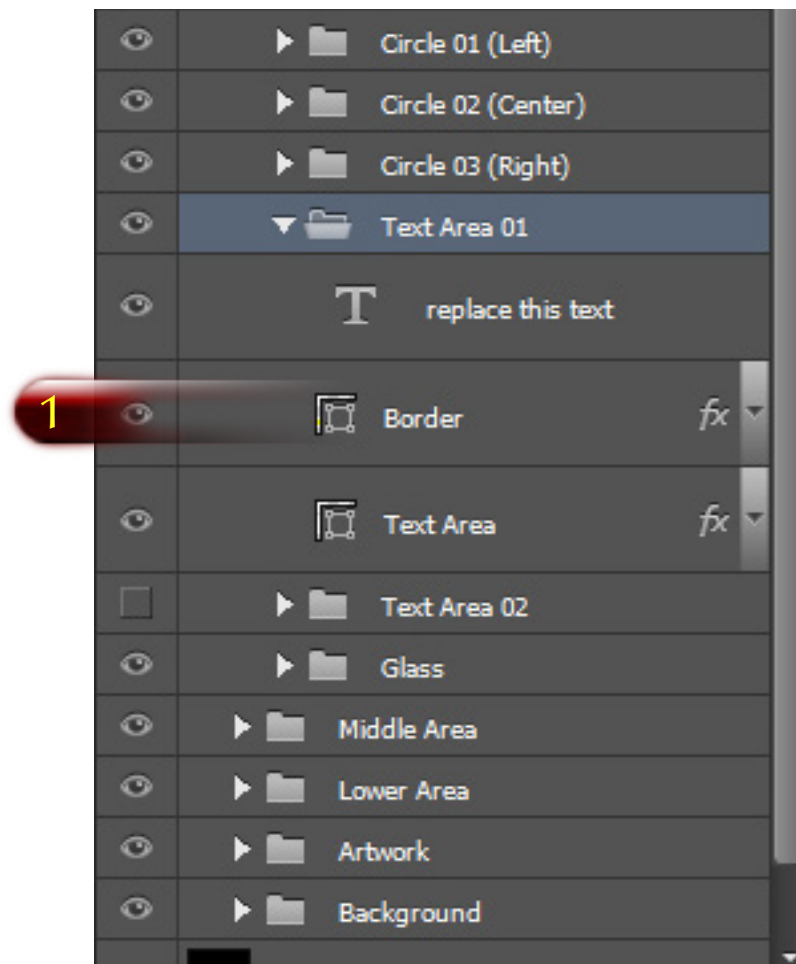 Circle 01 (Left)
Circle 02 (Center)
Circle 03 (Right)
Text Area 01
T replace this text
1 Border fx
Text Area fx
Text Area 02
Glass
Middle Area
Lower Area
Artwork
Background